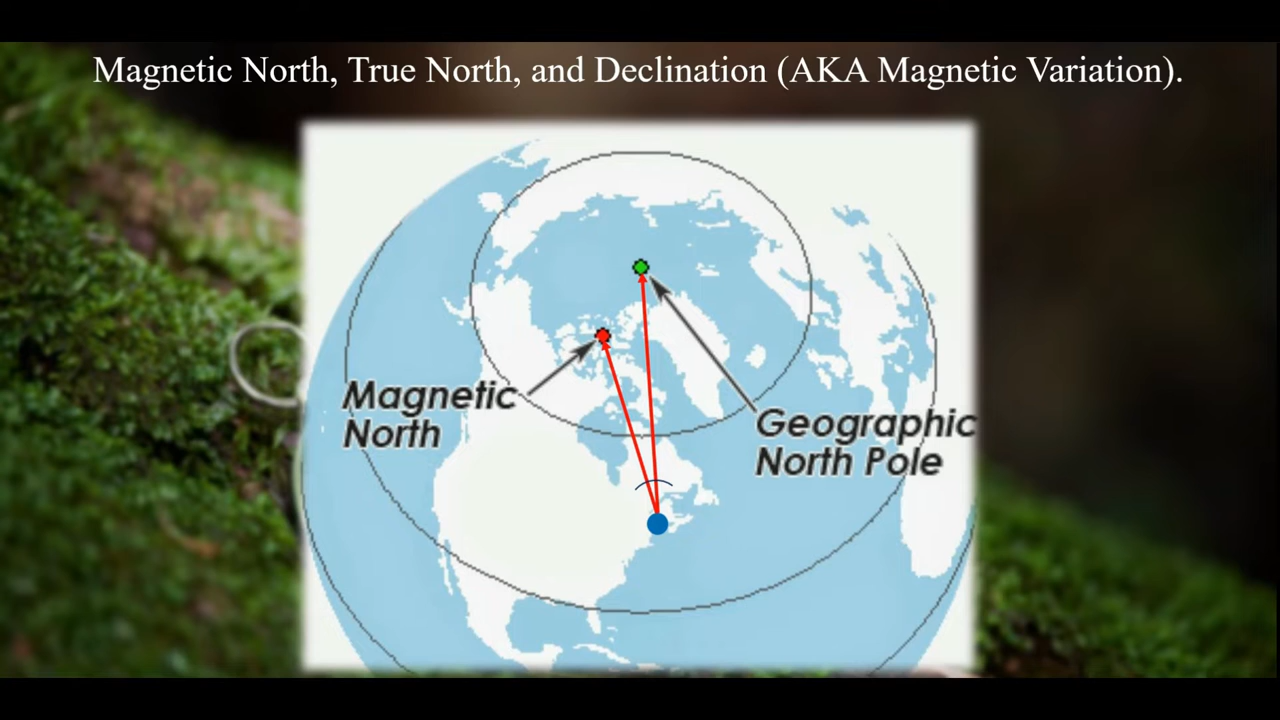 Magnetic North, True North, and Declination (AKA Magnetic Variation).
Magnetic
North
Geographic
North Pole